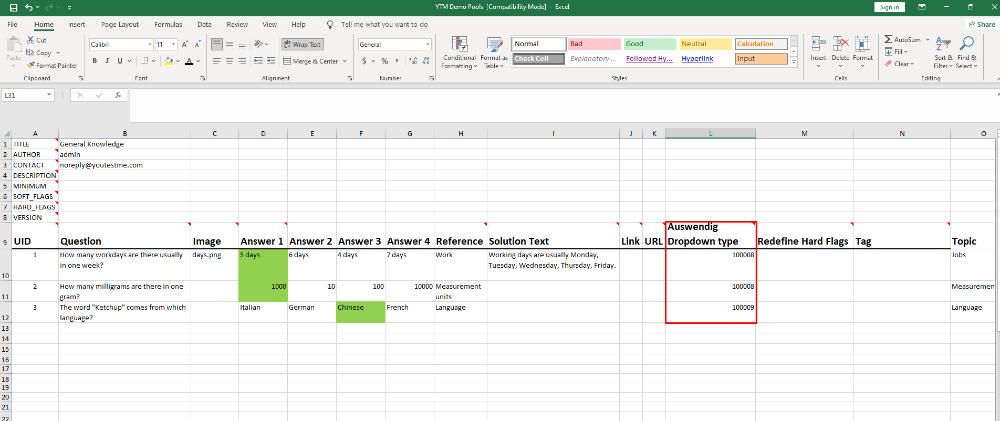 YTM Demo Pools [Compatibility Mode] - Excel
Sign in
File Home Insert Page Layout Formulas Data Review View Help Tell me what you want to do Share
Paste
Cut
Copy
Format Painter
Clipboard
Calibri 11
B I U A
Font
ab Wrap Text
Merge & Center
Alignment
General
$ % ,
Number
Conditional Formatting
Format as Table
Normal Bad Good Neutral Calculation
Check Cell Explanatory ... Followed Hy... Hyperlink Input
Styles
Insert Delete Format
Cells
AutoSum
Fill
Clear
Sort & Filter
Find & Select
Editing
L31 fx
A B C D E F G H I J K L M N O
1 TITLE General Knowledge
2 AUTHOR admin
3 CONTACT noreply@youtestme.com
4 DESCRIPTION
5 MINIMUM
6 SOFT_FLAGS
7 HARD_FLAGS
8 VERSION
9 UID Question Image Answer 1 Answer 2 Answer 3 Answer 4 Reference Solution Text Link URL Auswendig Dropdown type Redefine Hard Flags Tag Topic
10 1 How many workdays are there usually in one week? days.png 5 days 6 days 4 days 7 days Work Working days are usually Monday, Tuesday, Wednesday, Thursday, Friday. 100008 Jobs
11 2 How many milligrams are there in one gram? 1000 10 100 10000 Measurement units 100008 Measurement
12 3 The word "Ketchup" comes from which language? Italian German Chinese French Language 100009 Language
13
14
15
16
17
18
19
20
21
22